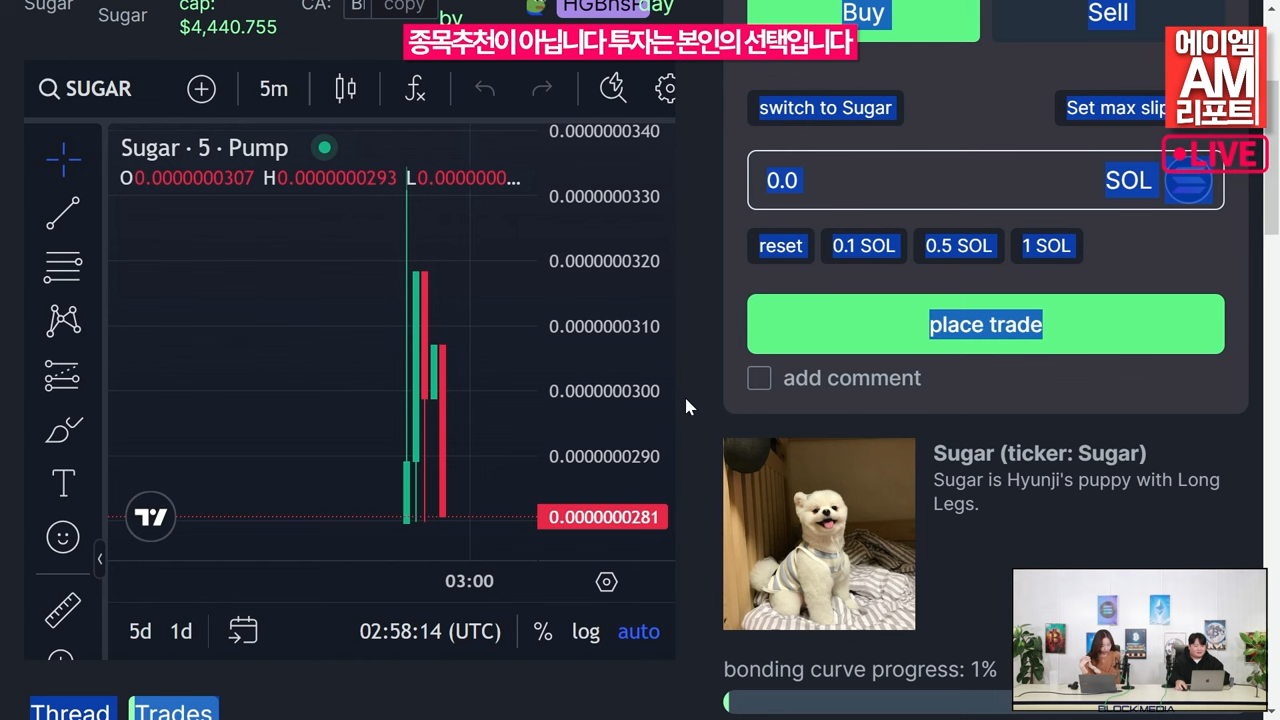 Sugar
Sugar
cap:
$4,440.755
CA:
copy
by
종목추천이 아닙니다 투자는 본인의 선택입니다
Buy
Sell
에이엠
AM
리포트
LIVE
SUGAR
5m
switch to Sugar
Set max slip
Sugar · 5 · Pump
O0.0000000307 H0.0000000293 L0.0000000...
0.0
SOL
reset
0.1 SOL
0.5 SOL
1 SOL
place trade
add comment
0.0000000340
0.0000000330
0.0000000320
0.0000000310
0.0000000300
0.0000000290
0.0000000281
Sugar (ticker: Sugar)
Sugar is Hyunji's puppy with Long
Legs.
03:00
5d
1d
02:58:14 (UTC)
%
log
auto
bonding curve progress: 1%
BLOCKMEDIA
Thread
Trades